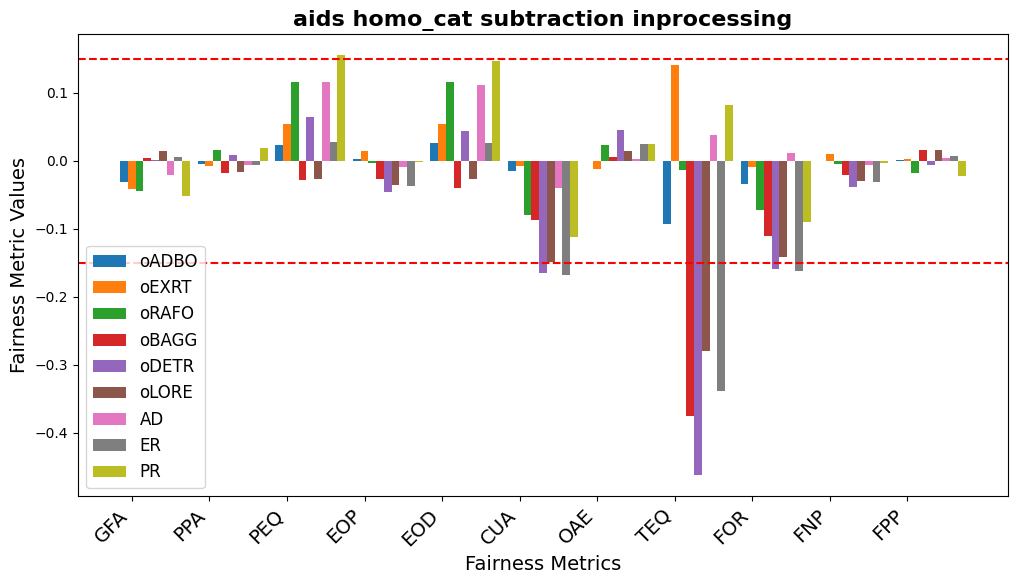 aids homo_cat subtraction inprocessing
Fairness Metric Values
0.1
0.0
−0.1
−0.2
−0.3
−0.4
oADBO
oEXRT
oRAFO
oBAGG
oDETR
oLORE
AD
ER
PR
GFA
PPA
PEQ
EOP
EOD
CUA
OAE
TEQ
FOR
FNP
FPP
Fairness Metrics